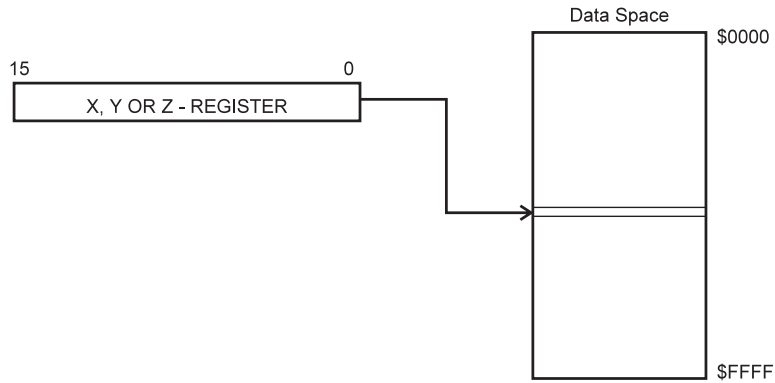 Data Space
$0000
15 0
X, Y OR Z - REGISTER
$FFFF